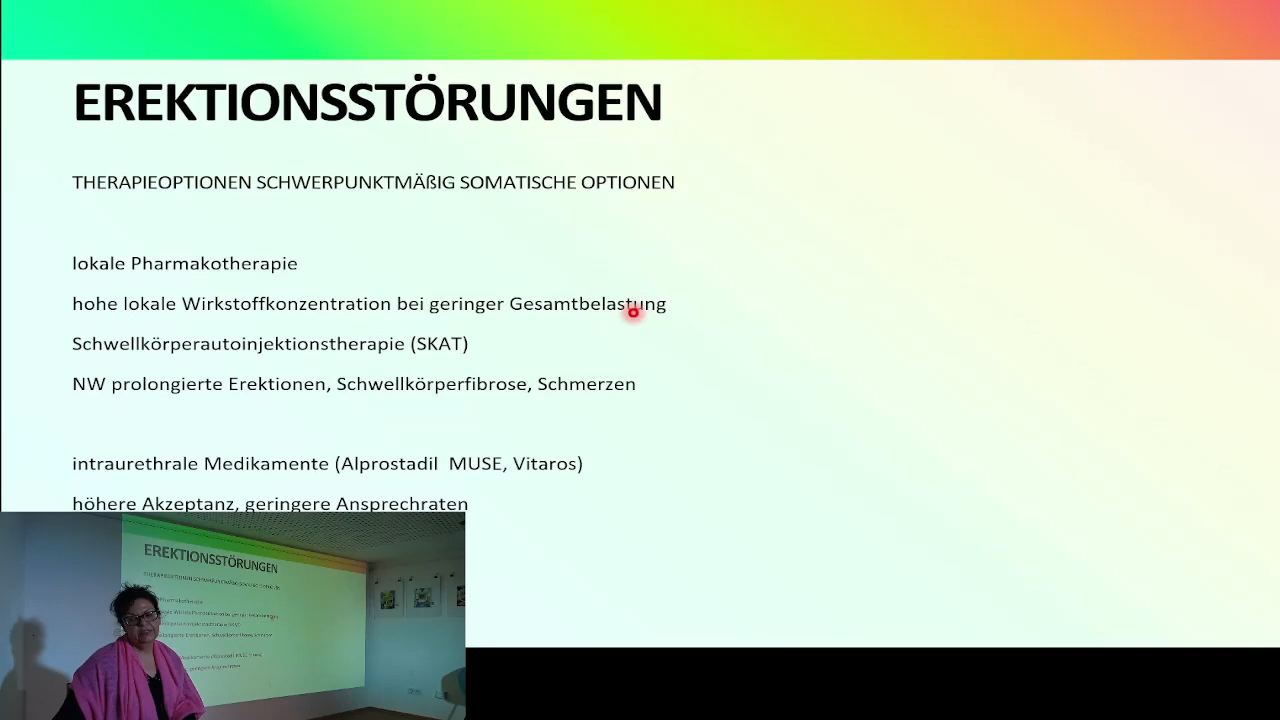 EREKTIONSSTÖRUNGEN
THERAPIEOPTIONEN SCHWERPUNKTMÄßIG SOMATISCHE OPTIONEN
lokale Pharmakotherapie
hohe lokale Wirkstoffkonzentration bei geringer Gesamtbelastung
Schwellkörperautoinjektionstherapie (SKAT)
NW prolongierte Erektionen, Schwellkörperfibrose, Schmerzen
intraurethrale Medikamente (Alprostadil  MUSE, Vitaros)
höhere Akzeptanz, geringere Ansprechraten
EREKTIONSSTÖRUNGEN